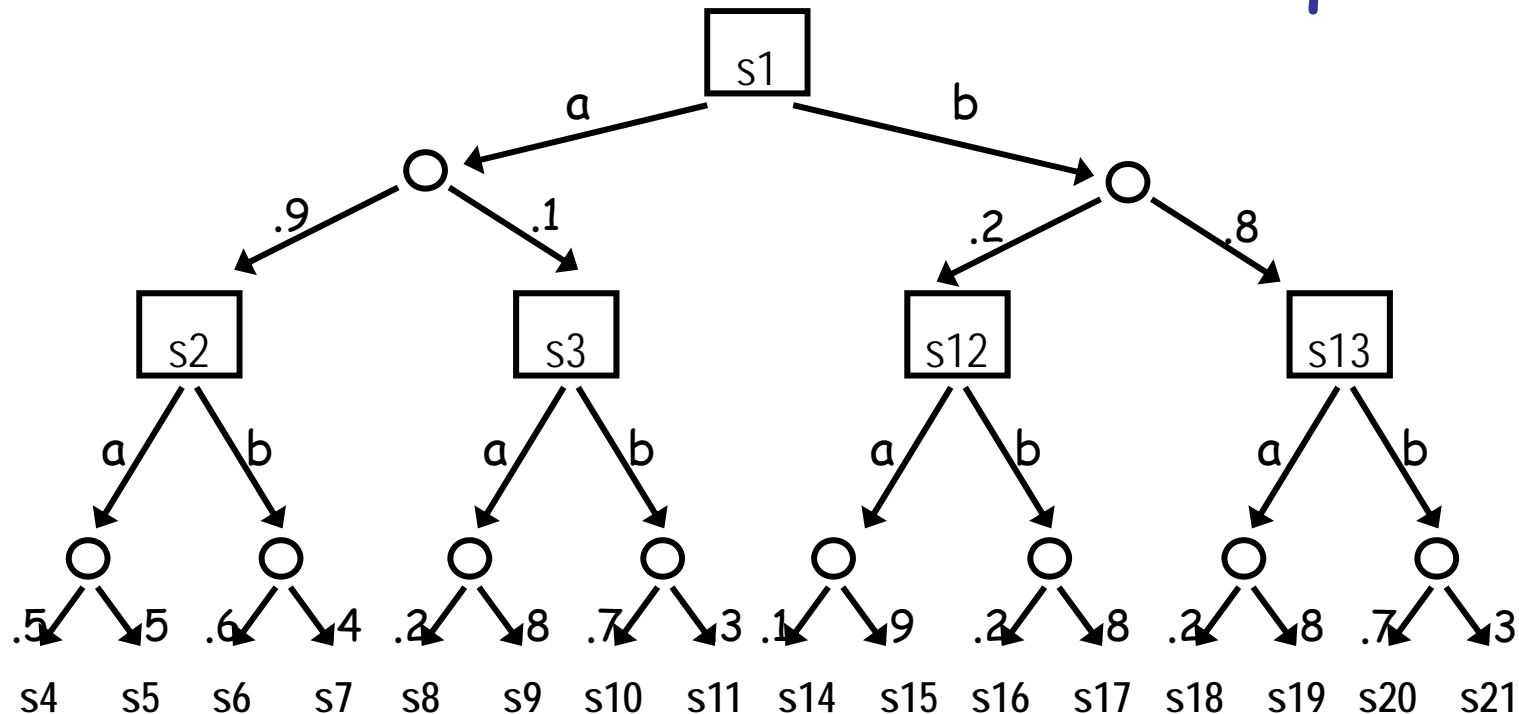 s1
a b
.9 .1 .2 .8
s2 s3 s12 s13
a b a b a b a b
.5 .5 .6 .4 .2 .8 .7 .3 .1 .9 .2 .8 .2 .8 .7 .3
s4 s5 s6 s7 s8 s9 s10 s11 s14 s15 s16 s17 s18 s19 s20 s21